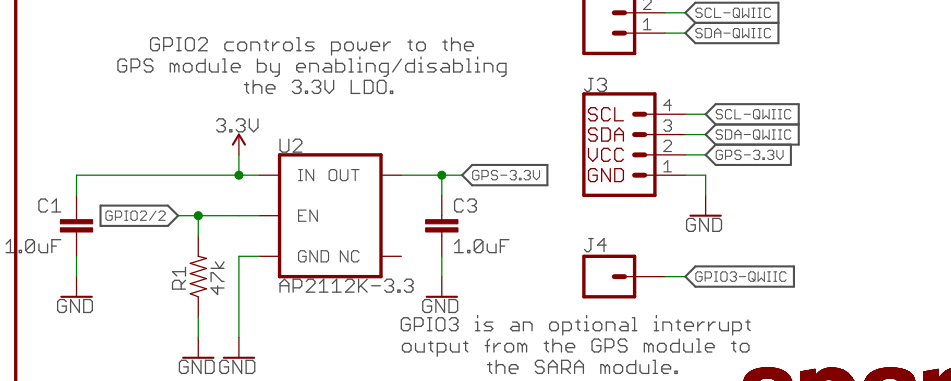 2
SCL-QWIIC
1
SDA-QWIIC
GPIO2 controls power to the
GPS module by enabling/disabling
the 3.3V LDO.
J3
SCL 4 SCL-QWIIC
SDA 3 SDA-QWIIC
VCC 2 GPS-3.3V
GND 1
GND
3.3V
U2
IN OUT
GPS-3.3V
C1
1.0uF
GPIO2/2
EN
C3
1.0uF
R1
47k
GND NC
AP2112K-3.3
GND
GND
GND
GND
J4
GPIO3-QWIIC
GPIO3 is an optional interrupt
output from the GPS module to
the SARA module.